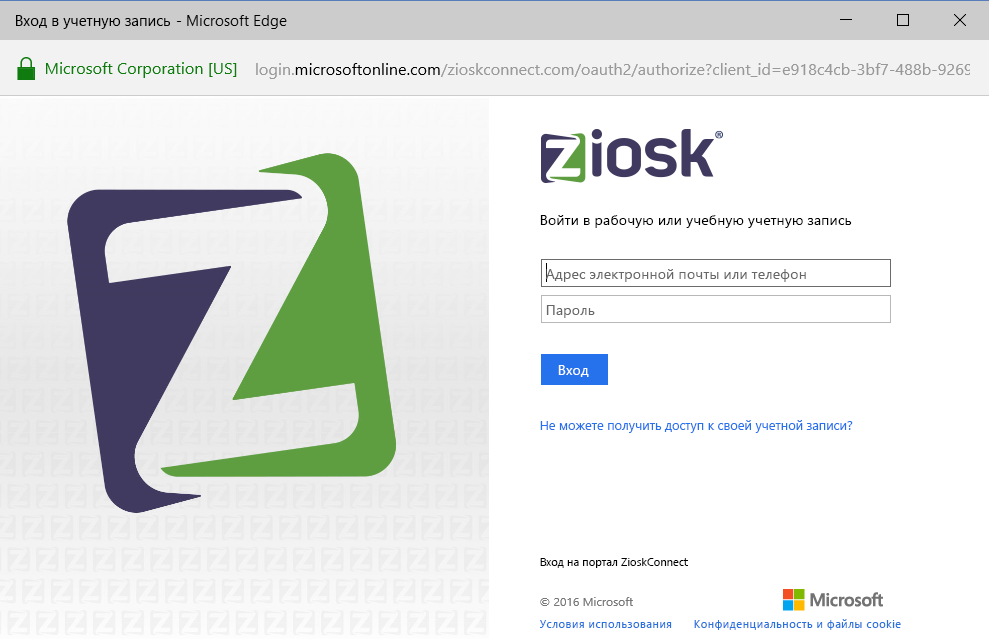 Вход в учетную запись - Microsoft Edge
Microsoft Corporation [US] login.microsoftonline.com/zioskconnect.com/oauth2/authorize?client_id=e918c4cb-3bf7-488b-9269
ziosk®
Войти в рабочую или учебную учетную запись
Адрес электронной почты или телефон
Пароль
Вход
Не можете получить доступ к своей учетной записи?
Вход на портал ZioskConnect
© 2016 Microsoft
Microsoft
Условия использования Конфиденциальность и файлы cookie